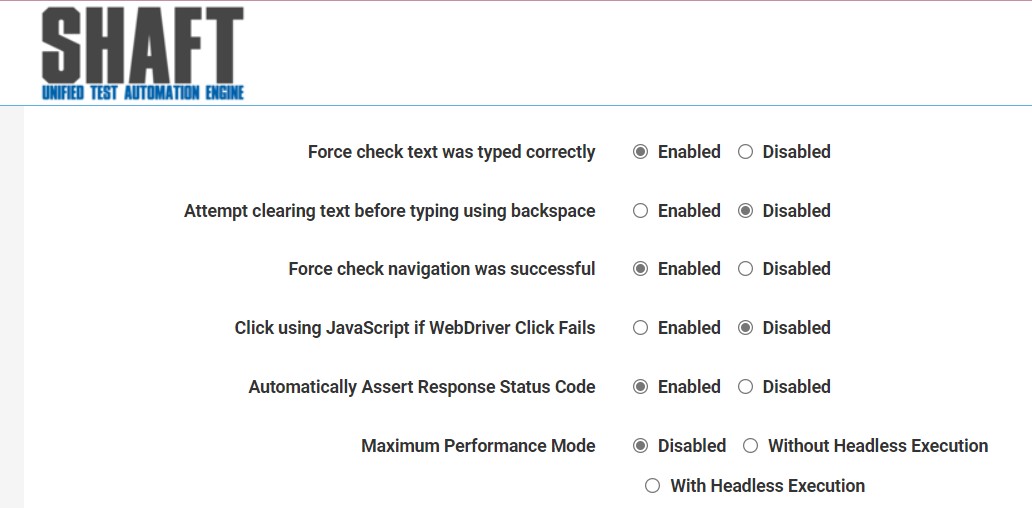 SHAFT
UNIFIED TEST AUTOMATION ENGINE
Force check text was typed correctly Enabled Disabled
Attempt clearing text before typing using backspace Enabled Disabled
Force check navigation was successful Enabled Disabled
Click using JavaScript if WebDriver Click Fails Enabled Disabled
Automatically Assert Response Status Code Enabled Disabled
Maximum Performance Mode Disabled Without Headless Execution
With Headless Execution